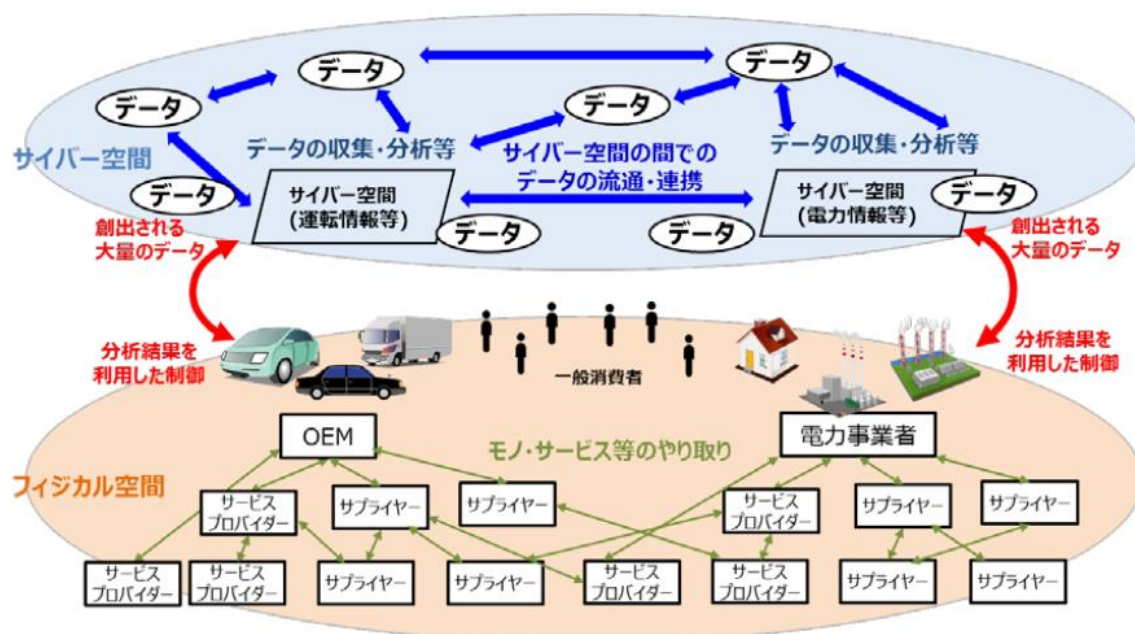 データ
データ
データ
データ
サイバー空間
データの収集・分析等
サイバー空間の間での
データの流通・連携
データの収集・分析等
データ
サイバー空間
(運転情報等)
データ
データ
サイバー空間
(電力情報等)
データ
創出される
大量のデータ
創出される
大量のデータ
分析結果を
利用した制御
一般消費者
分析結果を
利用した制御
OEM
モノ・サービス等のやり取り
電力事業者
フィジカル空間
サービス
プロバイダー
サプライヤー
サプライヤー
サービス
プロバイダー
サプライヤー
サプライヤー
サービス
プロバイダー
サービス
プロバイダー
サプライヤー
サプライヤー
サービス
プロバイダー
サービス
プロバイダー
サプライヤー
サプライヤー